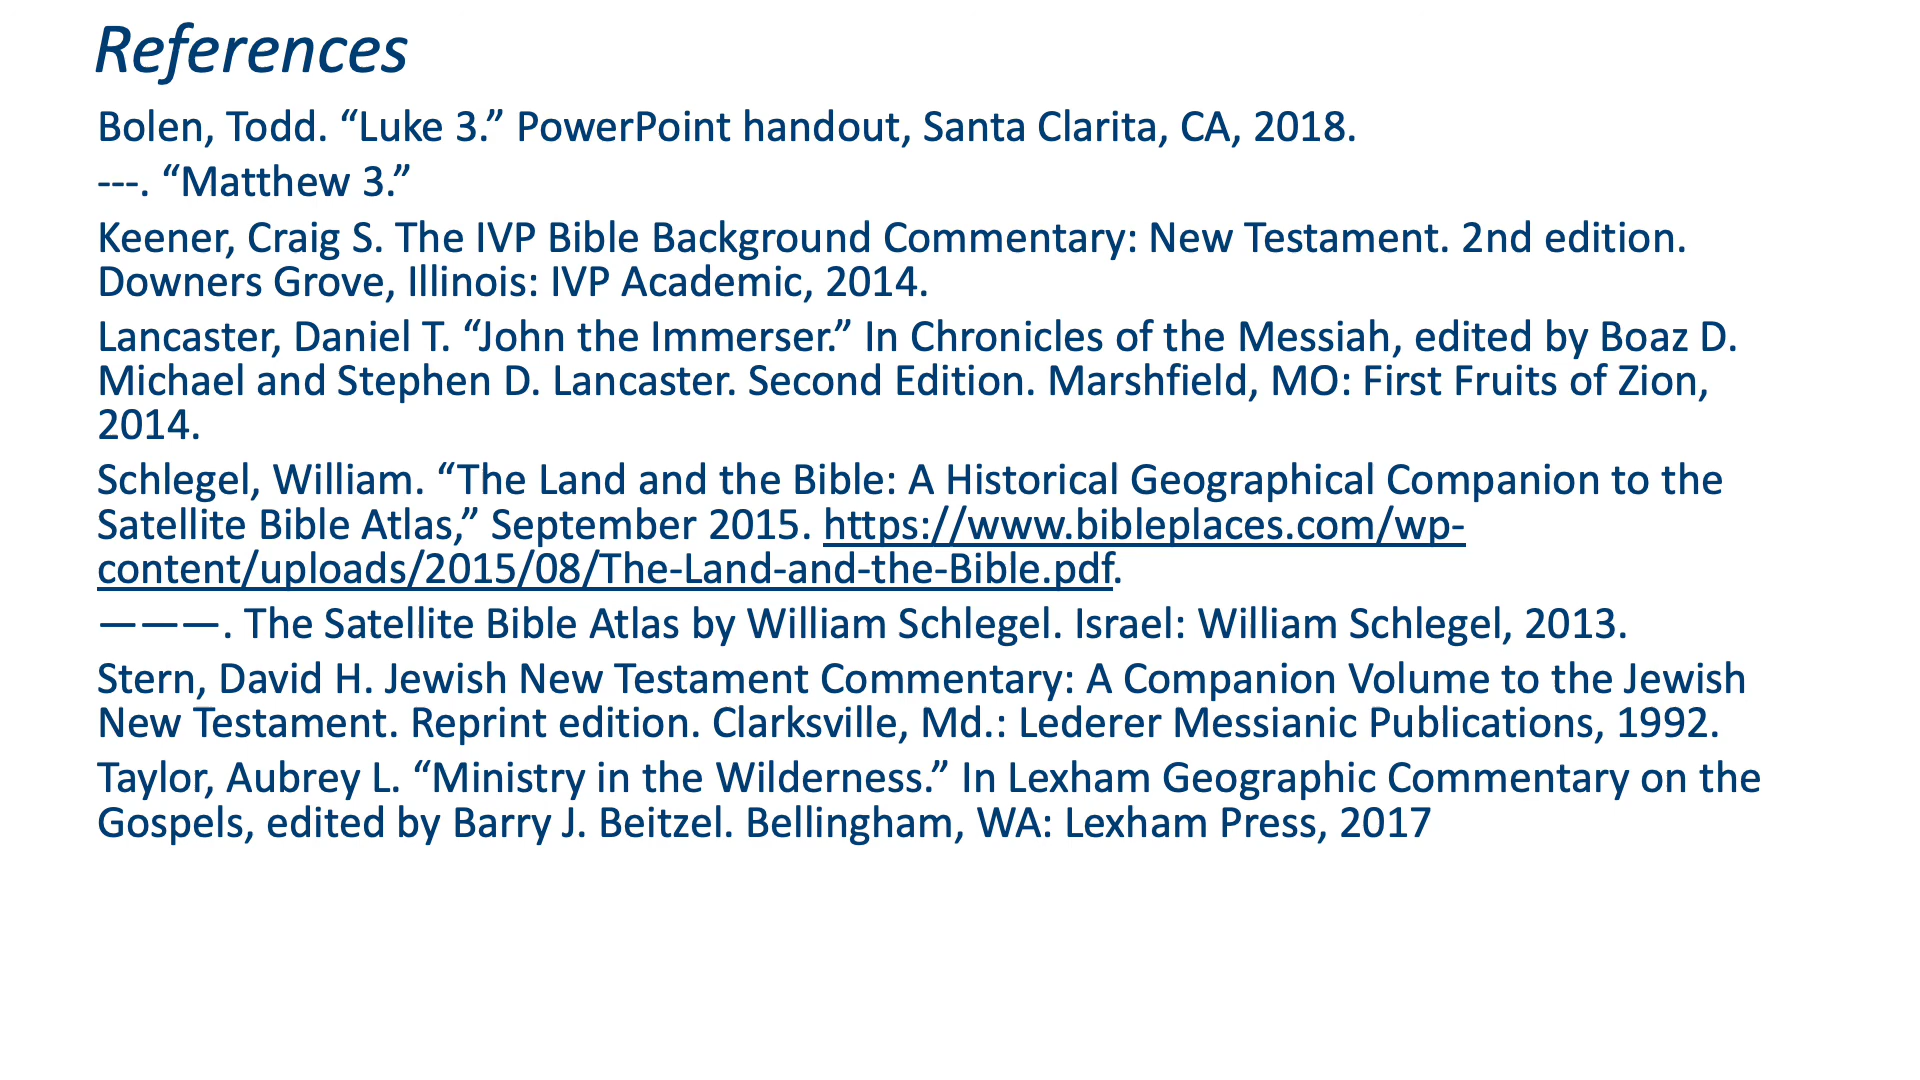 References
Bolen, Todd. “Luke 3.” PowerPoint handout, Santa Clarita, CA, 2018.
---. “Matthew 3.”
Keener, Craig S. The IVP Bible Background Commentary: New Testament. 2nd edition.
Downers Grove, Illinois: IVP Academic, 2014.
Lancaster, Daniel T. “John the Immerser.” In Chronicles of the Messiah, edited by Boaz D.
Michael and Stephen D. Lancaster. Second Edition. Marshfield, MO: First Fruits of Zion,
2014.
Schlegel, William. “The Land and the Bible: A Historical Geographical Companion to the
Satellite Bible Atlas,” September 2015. https://www.bibleplaces.com/wp-
content/uploads/2015/08/The-Land-and-the-Bible.pdf.
———. The Satellite Bible Atlas by William Schlegel. Israel: William Schlegel, 2013.
Stern, David H. Jewish New Testament Commentary: A Companion Volume to the Jewish
New Testament. Reprint edition. Clarksville, Md.: Lederer Messianic Publications, 1992.
Taylor, Aubrey L. “Ministry in the Wilderness.” In Lexham Geographic Commentary on the
Gospels, edited by Barry J. Beitzel. Bellingham, WA: Lexham Press, 2017